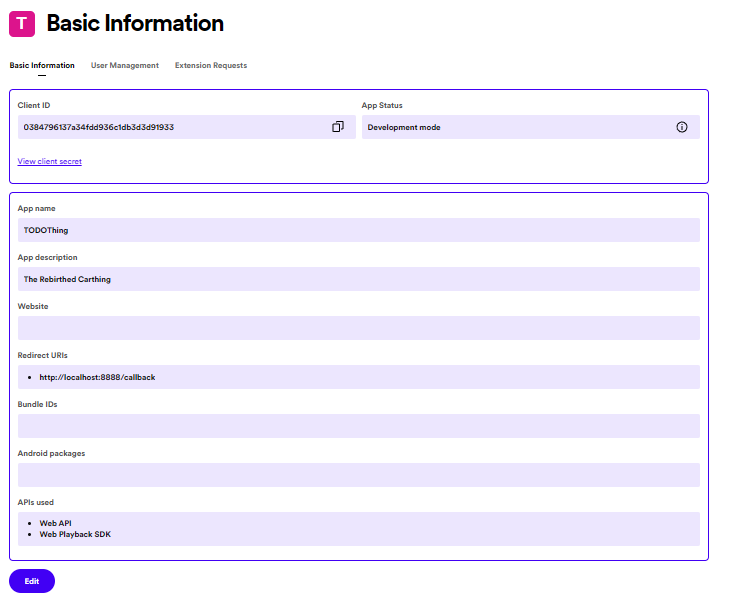 T Basic Information
Basic Information User Management Extension Requests
Client ID App Status
0384796137a34fdd936c1db3d3d91933 Development mode
View client secret
App name
TODOThing
App description
The Rebirthed Carthing
Website
Redirect URIs
• http://localhost:8888/callback
Bundle IDs
Android packages
APIs used
• Web API
• Web Playback SDK
Edit